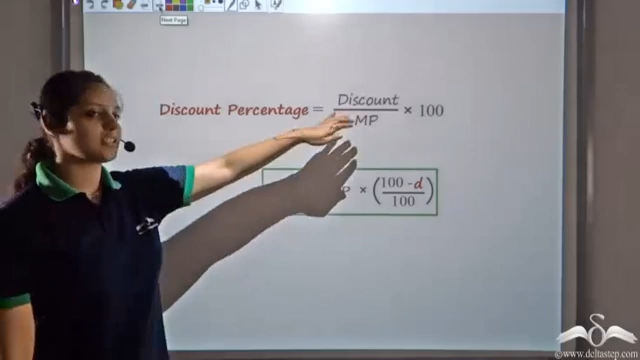 Next Page
Discount Percentage = Discount / MP × 100
P × (100 - d / 100)
© www.deltastep.com